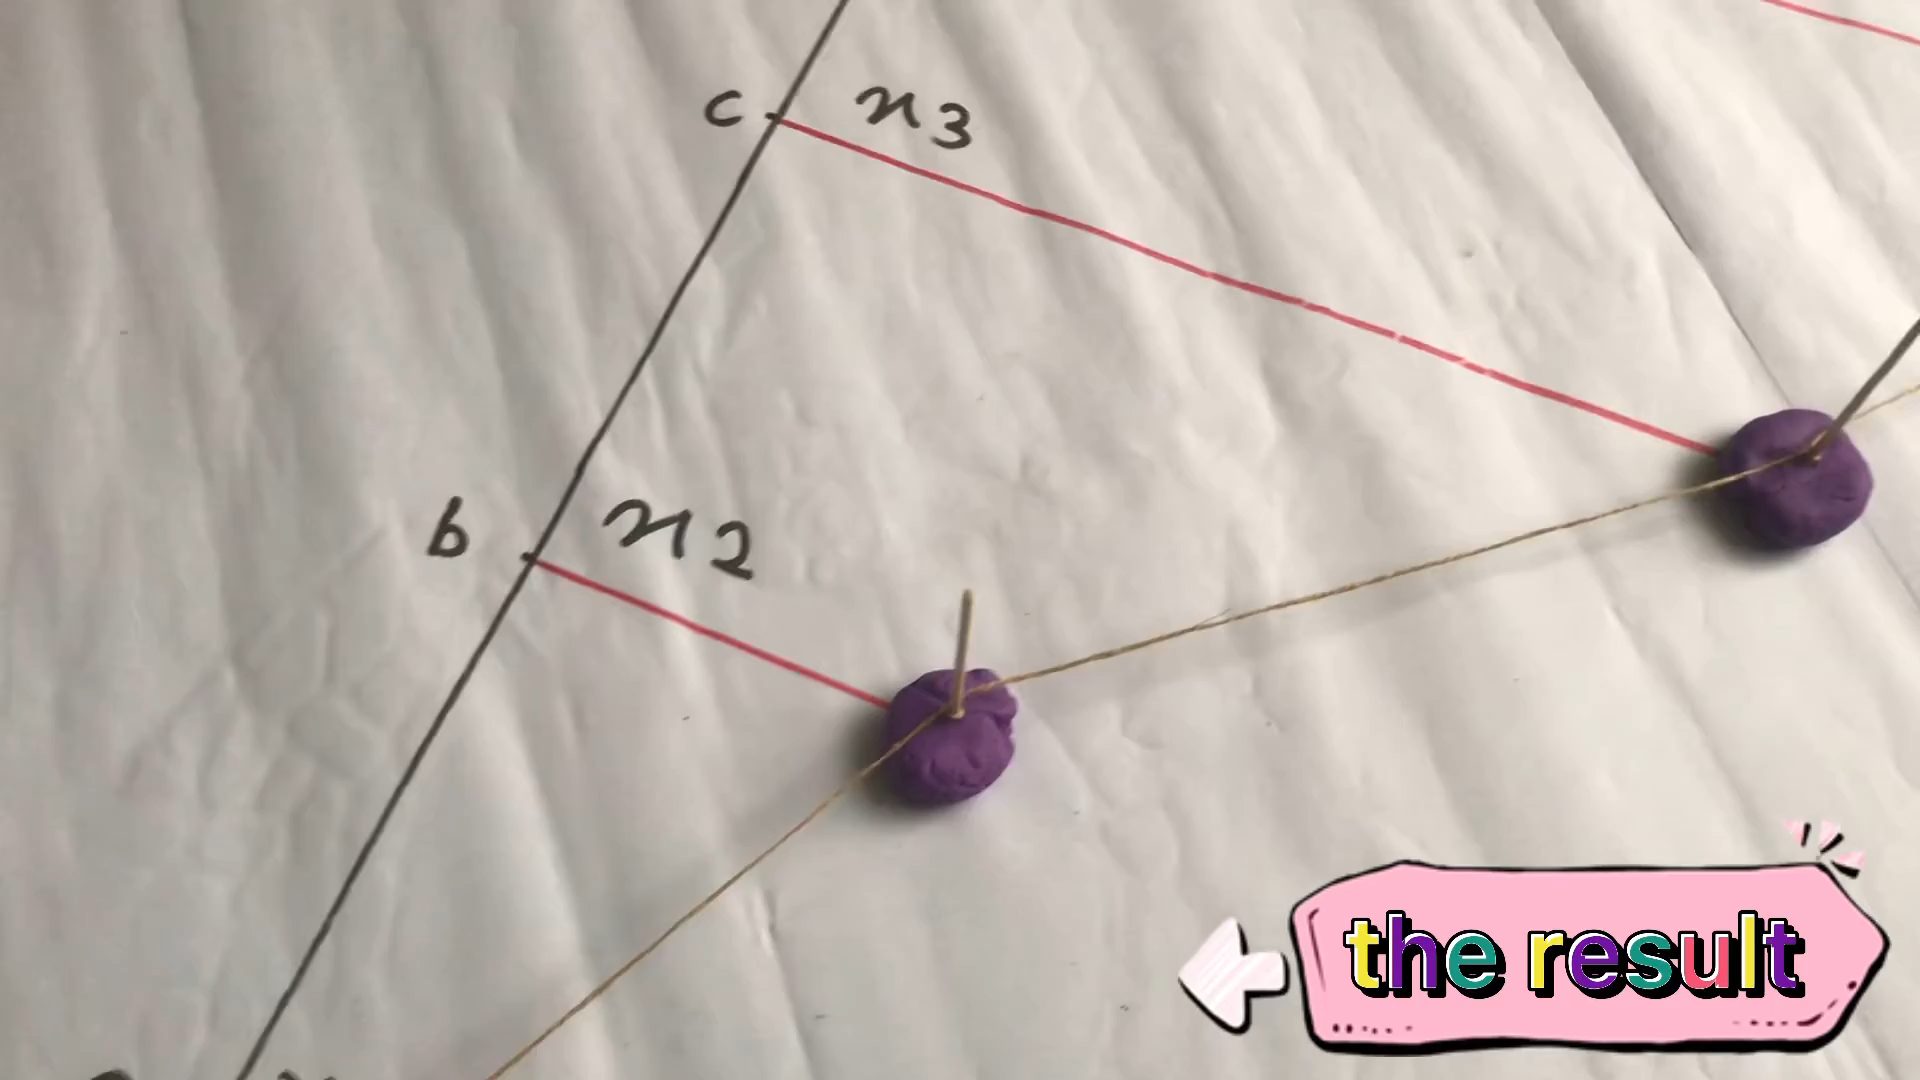 c x3
b x2
the result